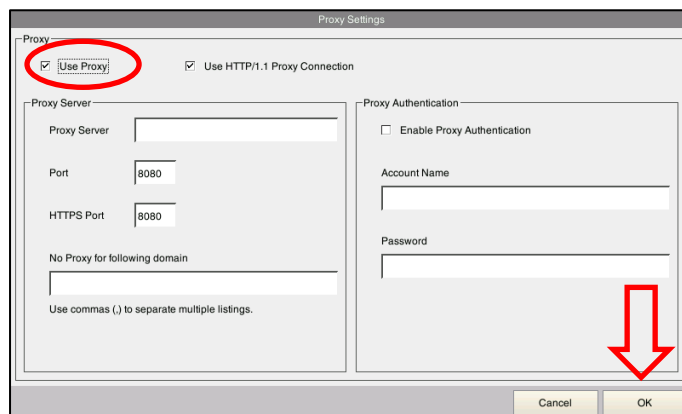 Proxy Settings
Proxy
Use Proxy
Use HTTP/1.1 Proxy Connection
Proxy Server
Proxy Server
Port
8080
HTTPS Port
8080
No Proxy for following domain
Use commas (,) to separate multiple listings.
Proxy Authentication
Enable Proxy Authentication
Account Name
Password
Cancel
OK